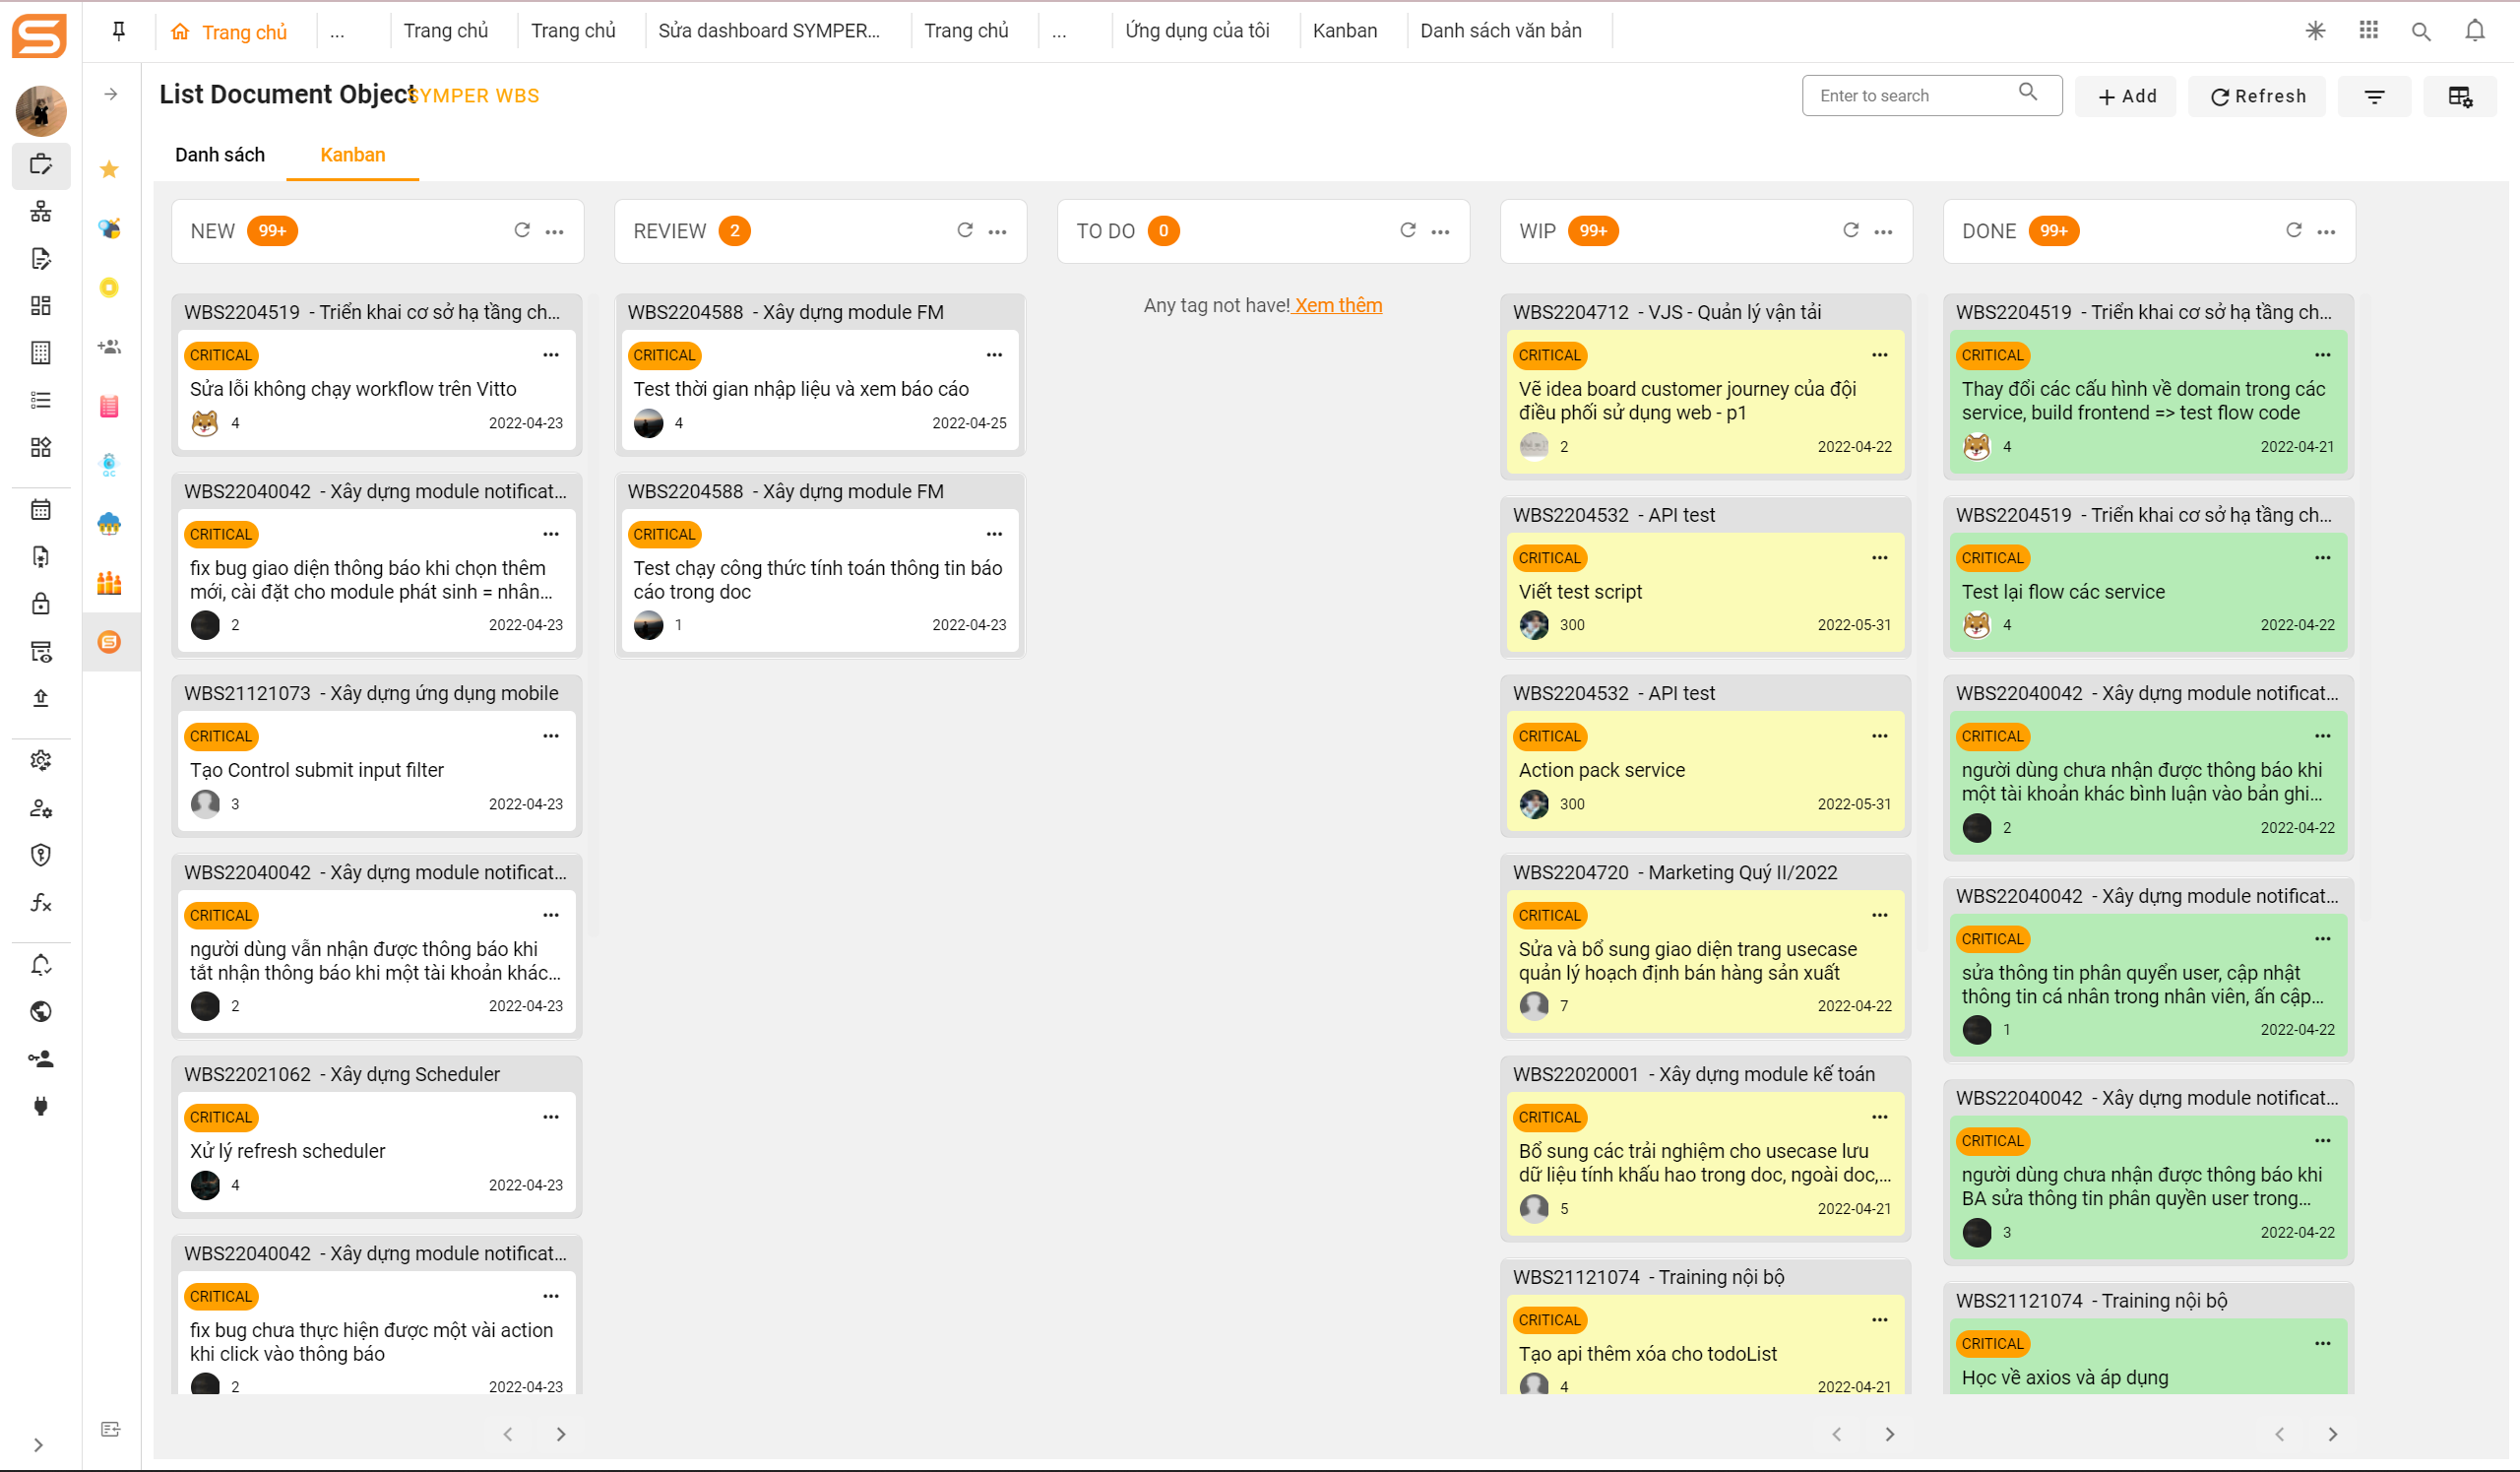 Trang chủ
...
Trang chủ
Trang chủ
Sửa dashboard SYMPER...
Trang chủ
...
Ứng dụng của tôi
Kanban
Danh sách văn bản
List Document Object
SYMPER WBS
Enter to search
Add
Refresh
Danh sách
Kanban
NEW 99+
WBS2204519 - Triển khai cơ sở hạ tầng ch...
CRITICAL
Sửa lỗi không chạy workflow trên Vitto
4 2022-04-23
WBS22040042 - Xây dựng module notificat...
CRITICAL
fix bug giao diện thông báo khi chọn thêm
mới, cài đặt cho module phát sinh = nhân...
2 2022-04-23
WBS21121073 - Xây dựng ứng dụng mobile
CRITICAL
Tạo Control submit input filter
3 2022-04-23
WBS22040042 - Xây dựng module notificat...
CRITICAL
người dùng vẫn nhận được thông báo khi
tắt nhận thông báo khi một tài khoản khác...
2 2022-04-23
WBS22021062 - Xây dựng Scheduler
CRITICAL
Xử lý refresh scheduler
4 2022-04-23
WBS22040042 - Xây dựng module notificat...
CRITICAL
fix bug chưa thực hiện được một vài action
khi click vào thông báo
2 2022-04-23
REVIEW 2
WBS2204588 - Xây dựng module FM
CRITICAL
Test thời gian nhập liệu và xem báo cáo
4 2022-04-25
WBS2204588 - Xây dựng module FM
CRITICAL
Test chạy công thức tính toán thông tin báo
cáo trong doc
1 2022-04-23
TO DO 0
Any tag not have! Xem thêm
WIP 99+
WBS2204712 - VJS - Quản lý vận tải
CRITICAL
Vẽ idea board customer journey của đội
điều phối sử dụng web - p1
2 2022-04-22
WBS2204532 - API test
CRITICAL
Viết test script
300 2022-05-31
WBS2204532 - API test
CRITICAL
Action pack service
300 2022-05-31
WBS2204720 - Marketing Quý II/2022
CRITICAL
Sửa và bổ sung giao diện trang usecase
quản lý hoạch định bán hàng sản xuất
7 2022-04-22
WBS22020001 - Xây dựng module kế toán
CRITICAL
Bổ sung các trải nghiệm cho usecase lưu
dữ liệu tính khấu hao trong doc, ngoài doc,...
5 2022-04-21
WBS21121074 - Training nội bộ
CRITICAL
Tạo api thêm xóa cho todoList
4 2022-04-21
DONE 99+
WBS2204519 - Triển khai cơ sở hạ tầng ch...
CRITICAL
Thay đổi các cấu hình về domain trong các
service, build frontend => test flow code
4 2022-04-21
WBS2204519 - Triển khai cơ sở hạ tầng ch...
CRITICAL
Test lại flow các service
4 2022-04-22
WBS22040042 - Xây dựng module notificat...
CRITICAL
người dùng chưa nhận được thông báo khi
một tài khoản khác bình luận vào bản ghi...
2 2022-04-22
WBS22040042 - Xây dựng module notificat...
CRITICAL
sửa thông tin phân quyển user, cập nhật
thông tin cá nhân trong nhân viên, ấn cập...
1 2022-04-22
WBS22040042 - Xây dựng module notificat...
CRITICAL
người dùng chưa nhận được thông báo khi
BA sửa thông tin phân quyền user trong...
3 2022-04-22
WBS21121074 - Training nội bộ
CRITICAL
Học về axios và áp dụng